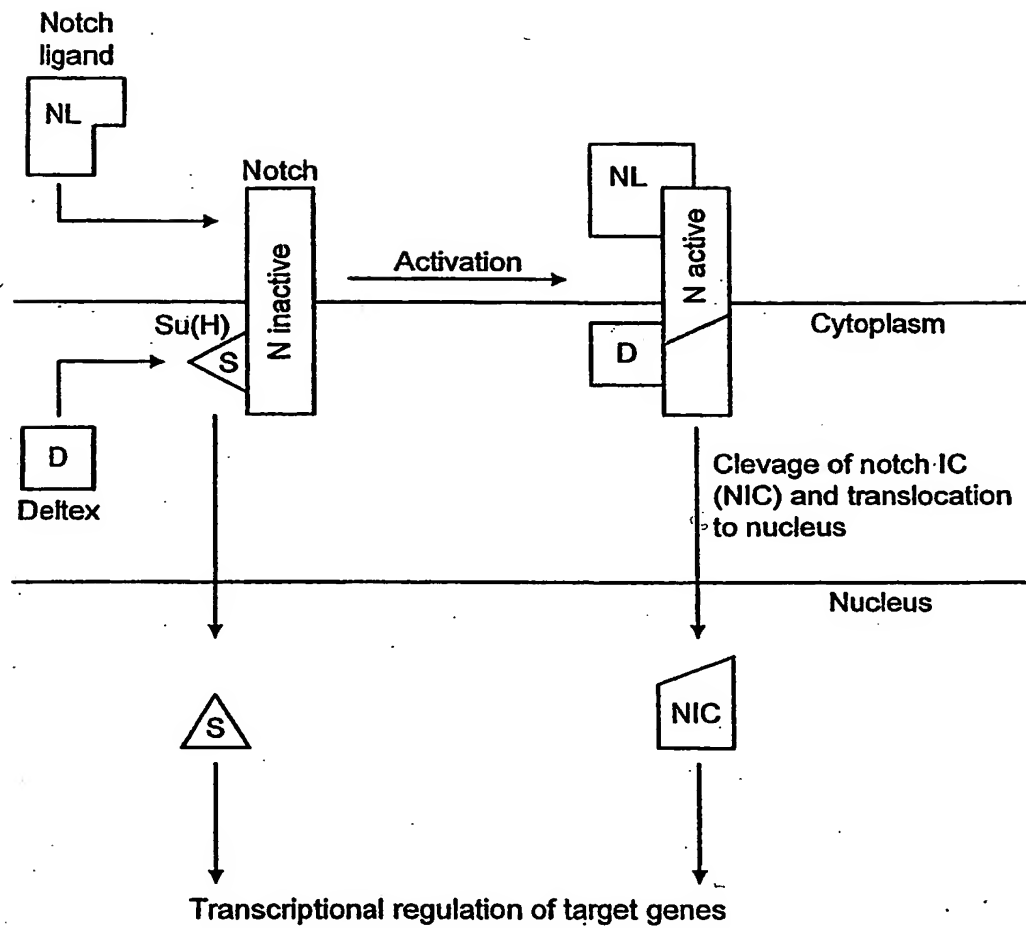 Notch
ligand
NL
Notch
N inactive
Su(H)
S
D
Deltex
Activation
NL
N active
D
Cytoplasm
Clevage of notch IC
(NIC) and translocation
to nucleus
Nucleus
S
NIC
Transcriptional regulation of target genes